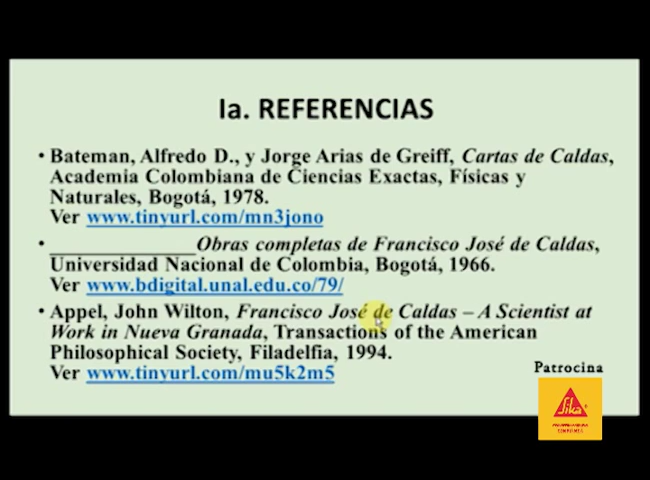 Ia. REFERENCIAS
• Bateman, Alfredo D., y Jorge Arias de Greiff, Cartas de Caldas,
Academia Colombiana de Ciencias Exactas, Físicas y
Naturales, Bogotá, 1978.
Ver www.tinyurl.com/mn3jono
• _______________Obras completas de Francisco José de Caldas,
Universidad Nacional de Colombia, Bogotá, 1966.
Ver www.bdigital.unal.edu.co/79/
• Appel, John Wilton, Francisco José de Caldas – A Scientist at
Work in Nueva Granada, Transactions of the American
Philosophical Society, Filadelfia, 1994.
Ver www.tinyurl.com/mu5k2m5
Patrocina
Sika